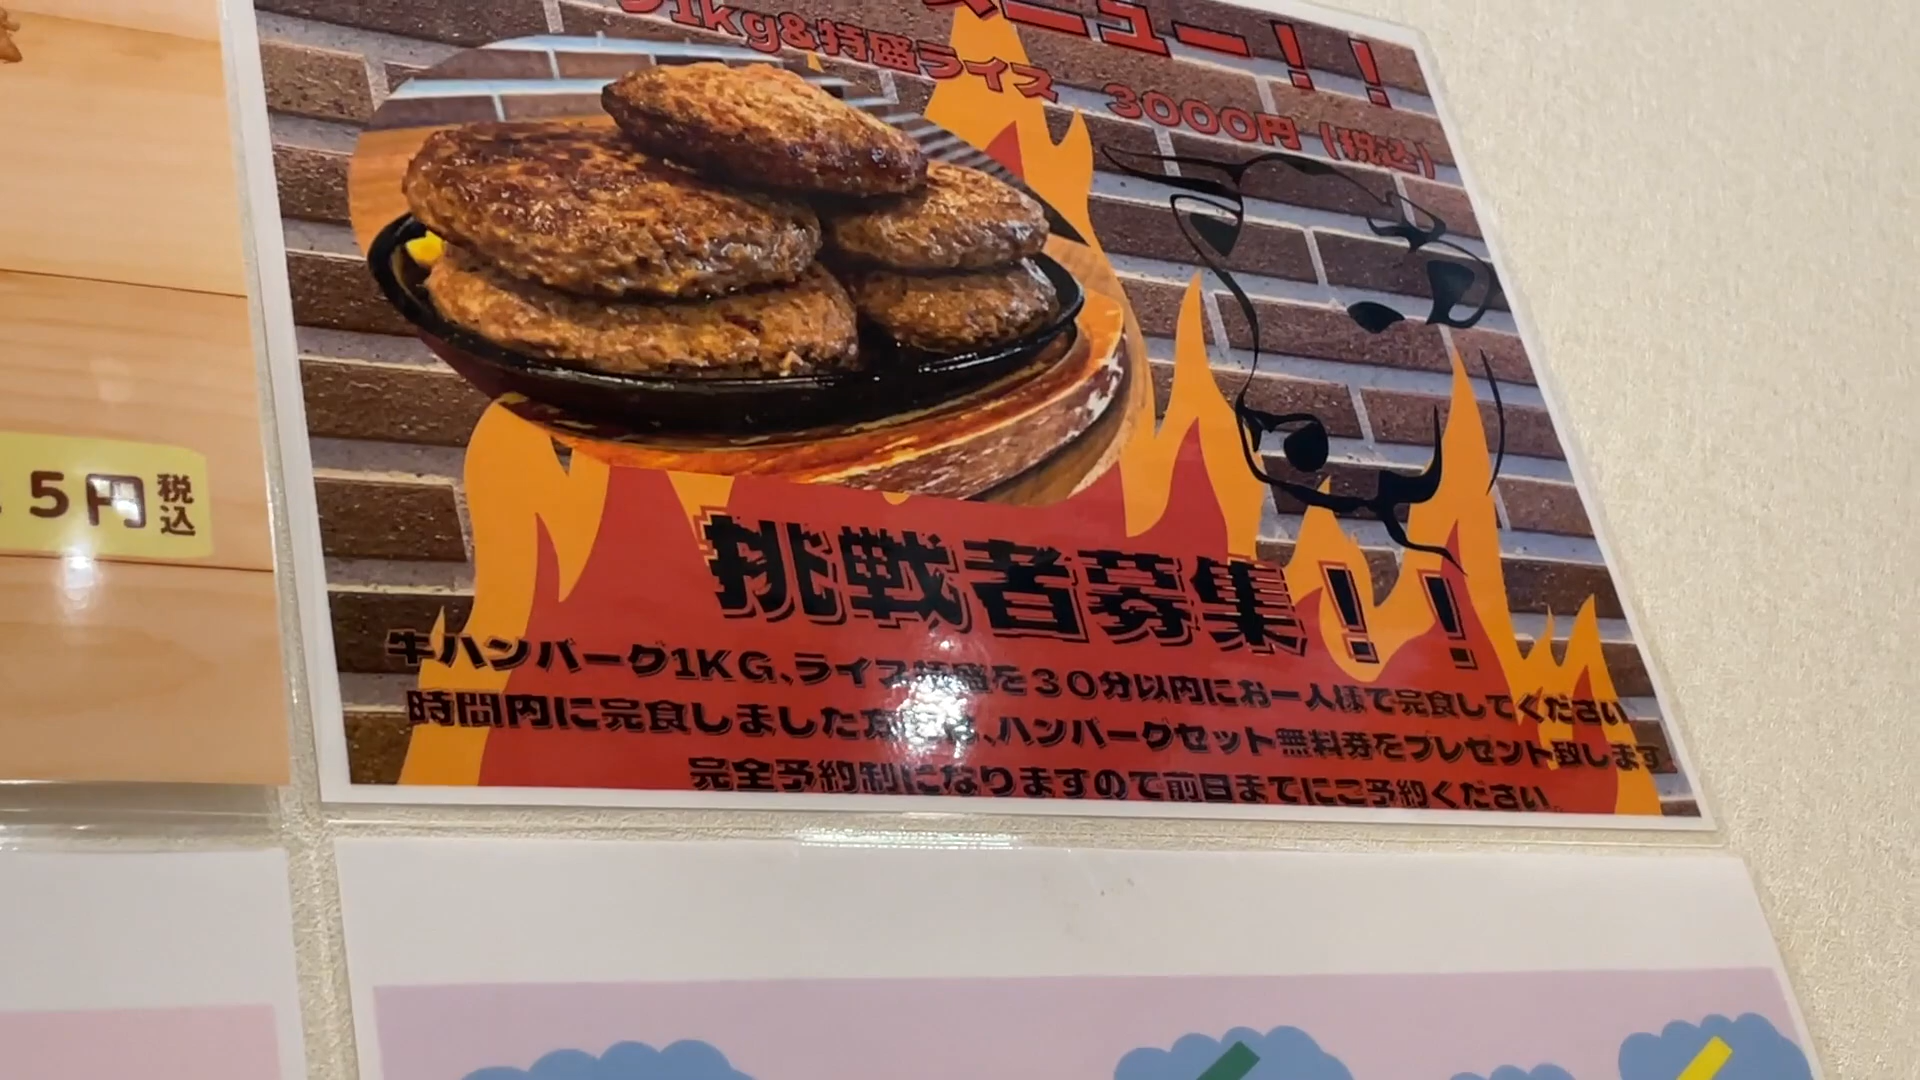 ニュー！！
1kg&特盛ライス 3000円（税込）
5円 税込
挑戦者募集！！
牛ハンバーグ1KG、ライス特盛を30分以内にお一人様で完食してください
時間内に完食しました方には、ハンバーグセット無料券をプレゼント致します
完全予約制になりますので前日までにご予約ください。